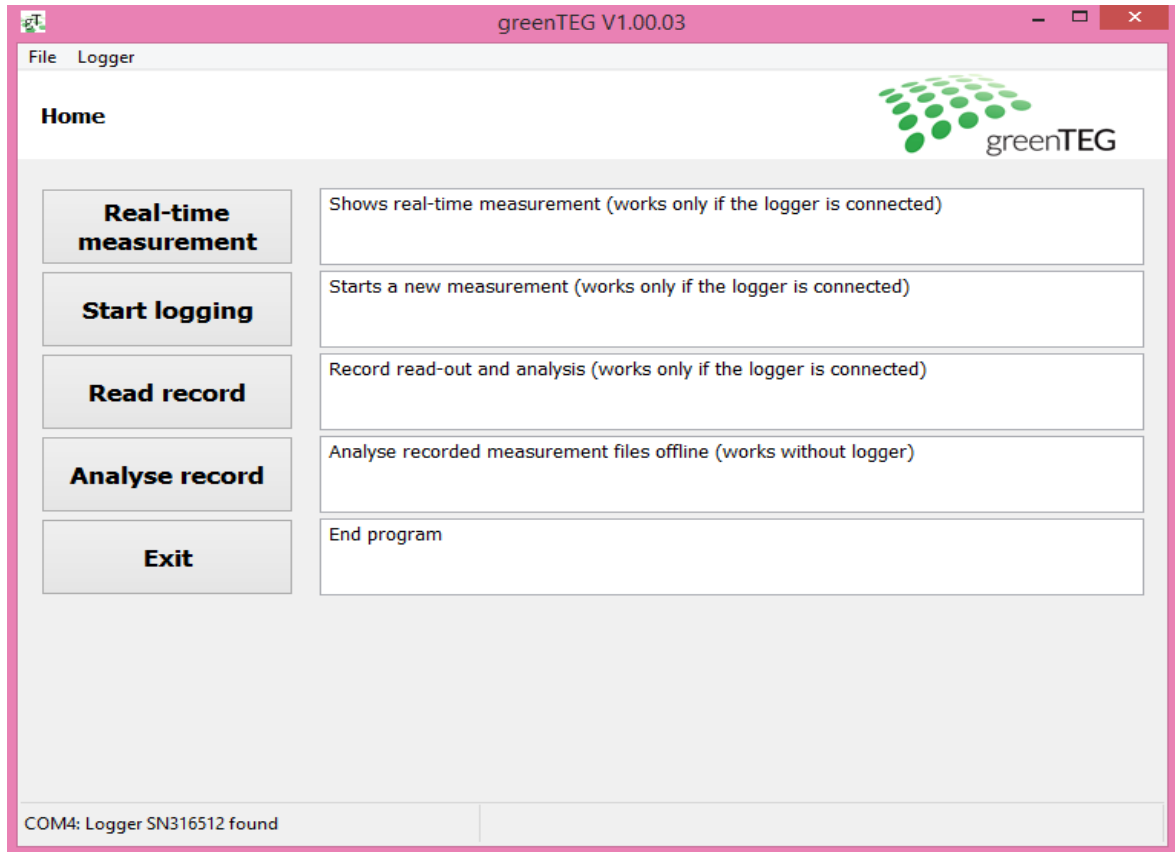 gT
greenTEG V1.00.03
File Logger
Home
greenTEG
Real-time
measurement
Shows real-time measurement (works only if the logger is connected)
Start logging
Starts a new measurement (works only if the logger is connected)
Read record
Record read-out and analysis (works only if the logger is connected)
Analyse record
Analyse recorded measurement files offline (works without logger)
Exit
End program
COM4: Logger SN316512 found